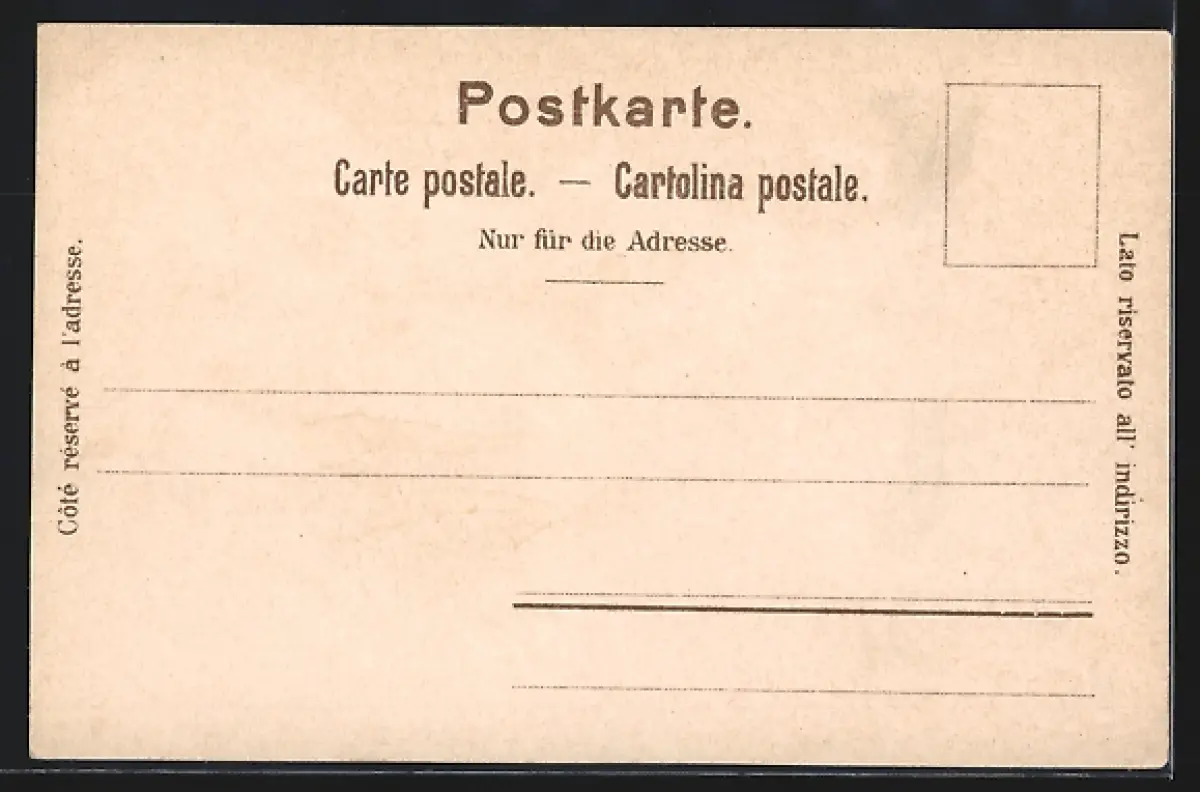 Postkarte.
Carte postale. — Cartolina postale.
Nur für die Adresse.
Côté réservé à l'adresse.
Lato riservato all' indirizzo.